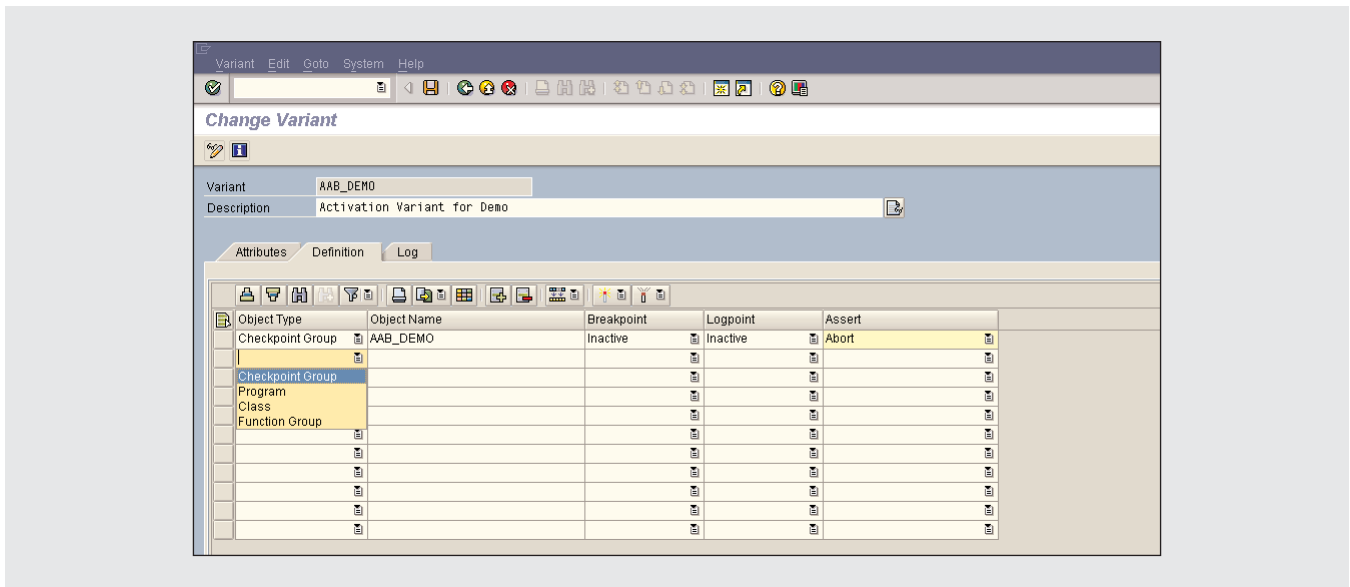 Variant Edit Goto System Help
Change Variant
Variant AAB_DEMO
Description Activation Variant for Demo
Attributes Definition Log
Object Type Object Name Breakpoint Logpoint Assert
Checkpoint Group AAB_DEMO Inactive Inactive Abort
Checkpoint Group
Program
Class
Function Group